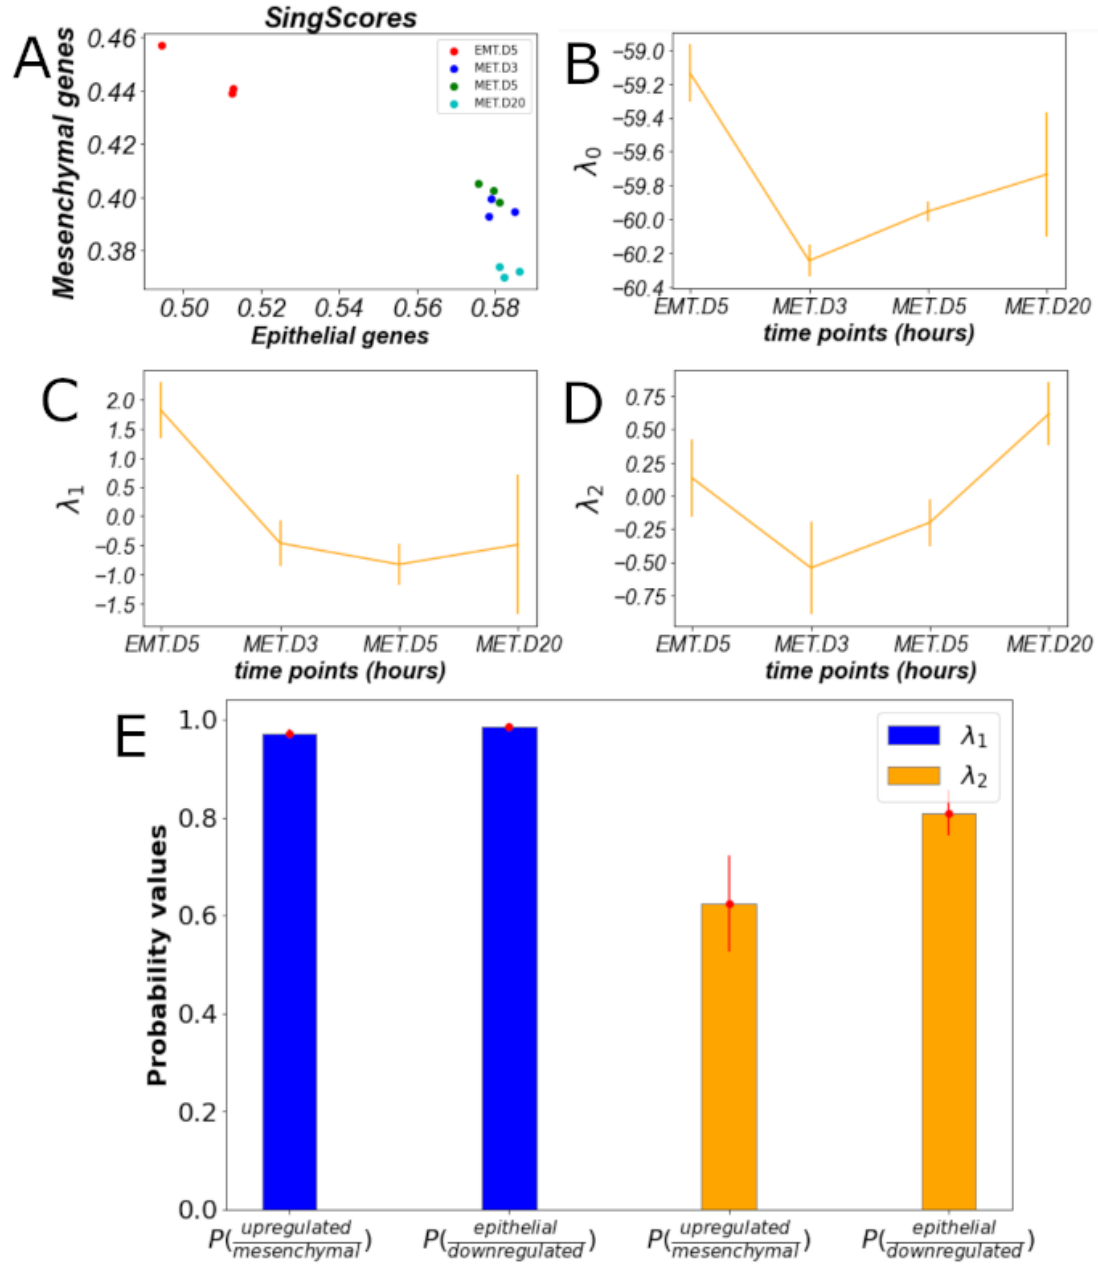 A
SingScores
Mesenchymal genes
0.46
0.44
0.42
0.40
0.38
EMT.D5
MET.D3
MET.D5
MET.D20
0.50 0.52 0.54 0.56 0.58
Epithelial genes
B
λ0
−59.0
−59.2
−59.4
−59.6
−59.8
−60.0
−60.2
−60.4
EMT.D5 MET.D3 MET.D5 MET.D20
time points (hours)
C
λ1
2.0
1.5
1.0
0.5
0.0
−0.5
−1.0
−1.5
EMT.D5 MET.D3 MET.D5 MET.D20
time points (hours)
D
λ2
0.75
0.50
0.25
0.00
−0.25
−0.50
−0.75
EMT.D5 MET.D3 MET.D5 MET.D20
time points (hours)
E
Probability values
1.0
0.8
0.6
0.4
0.2
0.0
λ1
λ2
P(upregulated/mesenchymal) P(epithelial/downregulated) P(upregulated/mesenchymal) P(epithelial/downregulated)